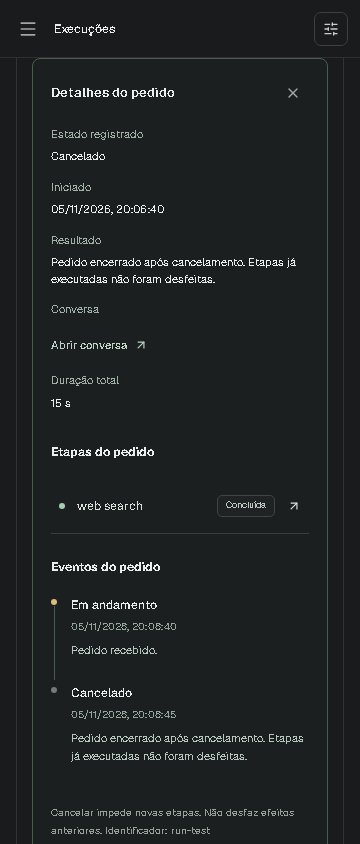 Execuções
Detalhes do pedido
Estado registrado
Cancelado
Iniciado
05/11/2026, 20:06:40
Resultado
Pedido encerrado após cancelamento. Etapas já
executadas não foram desfeitas.
Conversa
Abrir conversa
Duração total
15 s
Etapas do pedido
web search
Concluída
Eventos do pedido
Em andamento
05/11/2026, 20:06:40
Pedido recebido.
Cancelado
05/11/2026, 20:06:45
Pedido encerrado após cancelamento. Etapas
já executadas não foram desfeitas.
Cancelar impede novas etapas. Não desfaz efeitos
anteriores. Identificador: run-test